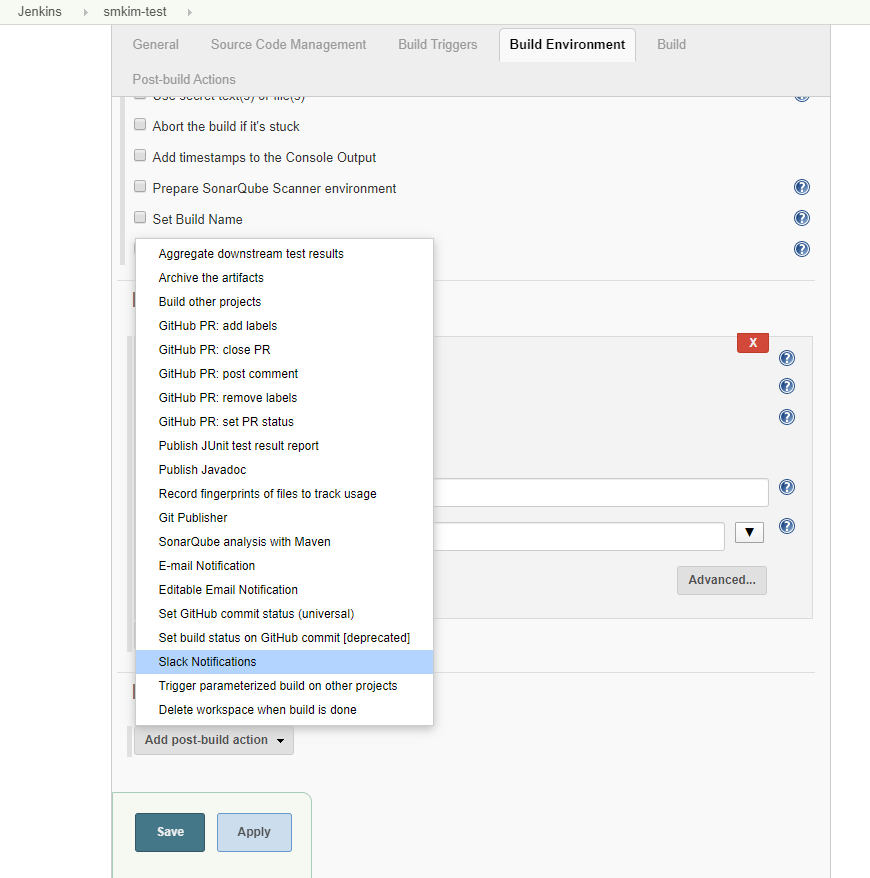 Jenkins smkim-test
General Source Code Management Build Triggers Build Environment Build
Post-build Actions
Use secret text(s) or file(s)
Abort the build if it's stuck
Add timestamps to the Console Output
Prepare SonarQube Scanner environment
Set Build Name
Aggregate downstream test results
Archive the artifacts
Build other projects
GitHub PR: add labels
X
GitHub PR: close PR
GitHub PR: post comment
GitHub PR: remove labels
GitHub PR: set PR status
Publish JUnit test result report
Publish Javadoc
Record fingerprints of files to track usage
Git Publisher
SonarQube analysis with Maven
E-mail Notification
Advanced...
Editable Email Notification
Set GitHub commit status (universal)
Set build status on GitHub commit [deprecated]
Slack Notifications
Trigger parameterized build on other projects
Delete workspace when build is done
Add post-build action
Save Apply